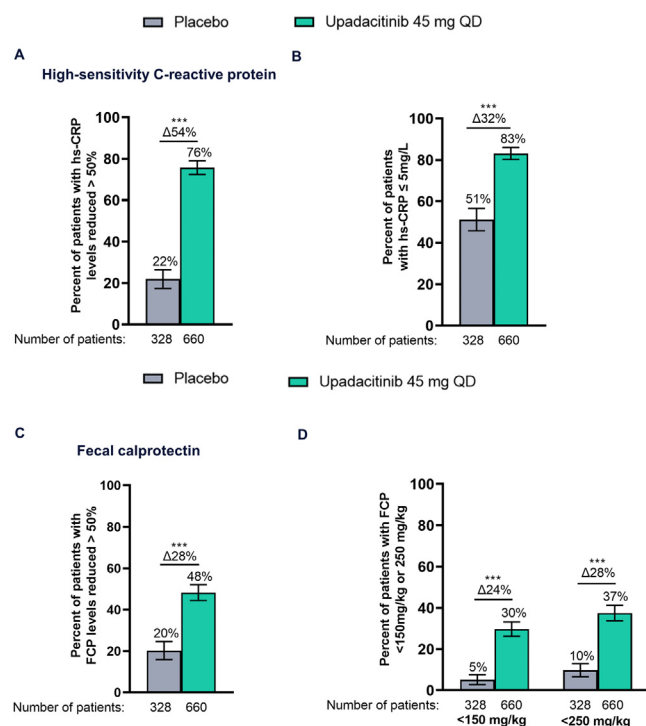 Placebo
Upadacitinib 45 mg QD
A
High-sensitivity C-reactive protein
Percent of patients with hs-CRP
levels reduced > 50%
100
80
60
40
20
0
***
Δ54%
22%
76%
Number of patients: 328 660
B
Percent of patients
with hs-CRP ≤ 5mg/L
100
80
60
40
20
0
***
Δ32%
51%
83%
Number of patients: 328 660
Placebo
Upadacitinib 45 mg QD
C
Fecal calprotectin
Percent of patients with
FCP levels reduced > 50%
100
80
60
40
20
0
***
Δ28%
20%
48%
Number of patients: 328 660
D
Percent of patients with FCP
<150mg/kg or 250 mg/kg
100
80
60
40
20
0
***
Δ24%
5%
30%
***
Δ28%
10%
37%
Number of patients: 328 660 328 660
<150 mg/kg <250 mg/kg